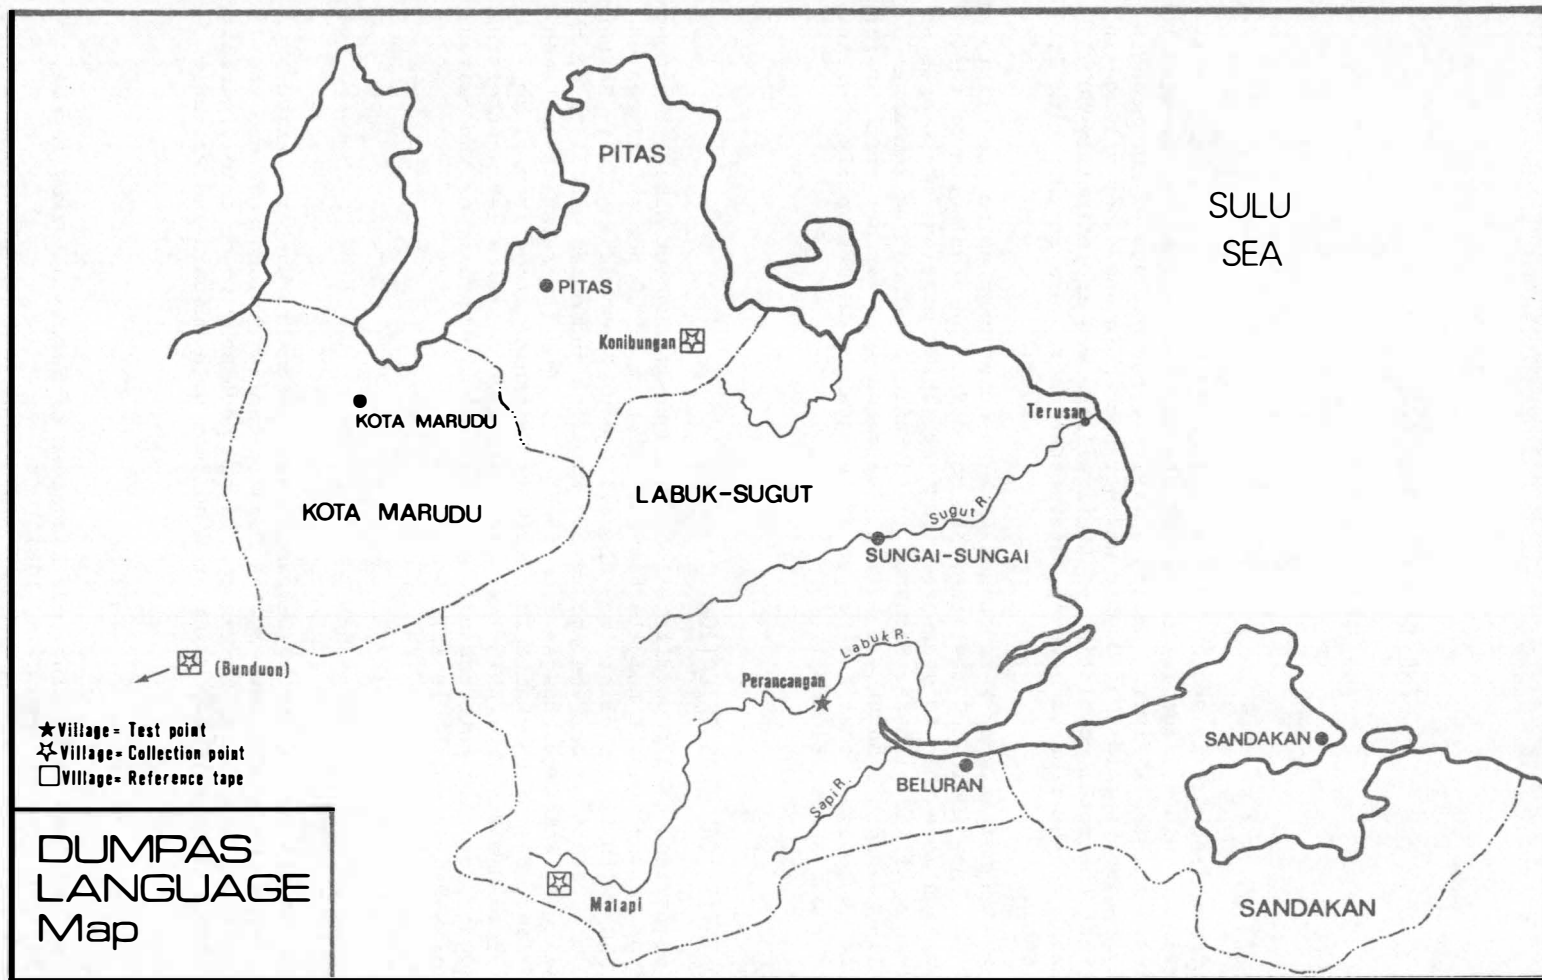 PITAS
SULU
SEA
PITAS
Konibungan
KOTA MARUDU
Terusan
LABUK-SUGUT
KOTA MARUDU
Sugut R.
SUNGAI-SUNGAI
Labuk R.
(Bunduon)
Perancangan
SANDAKAN
BELURAN
Sapi R.
Malapi
SANDAKAN
★Village= Test point
☆Village= Collection point
□Village= Reference tape
DUMPAS
LANGUAGE
Map